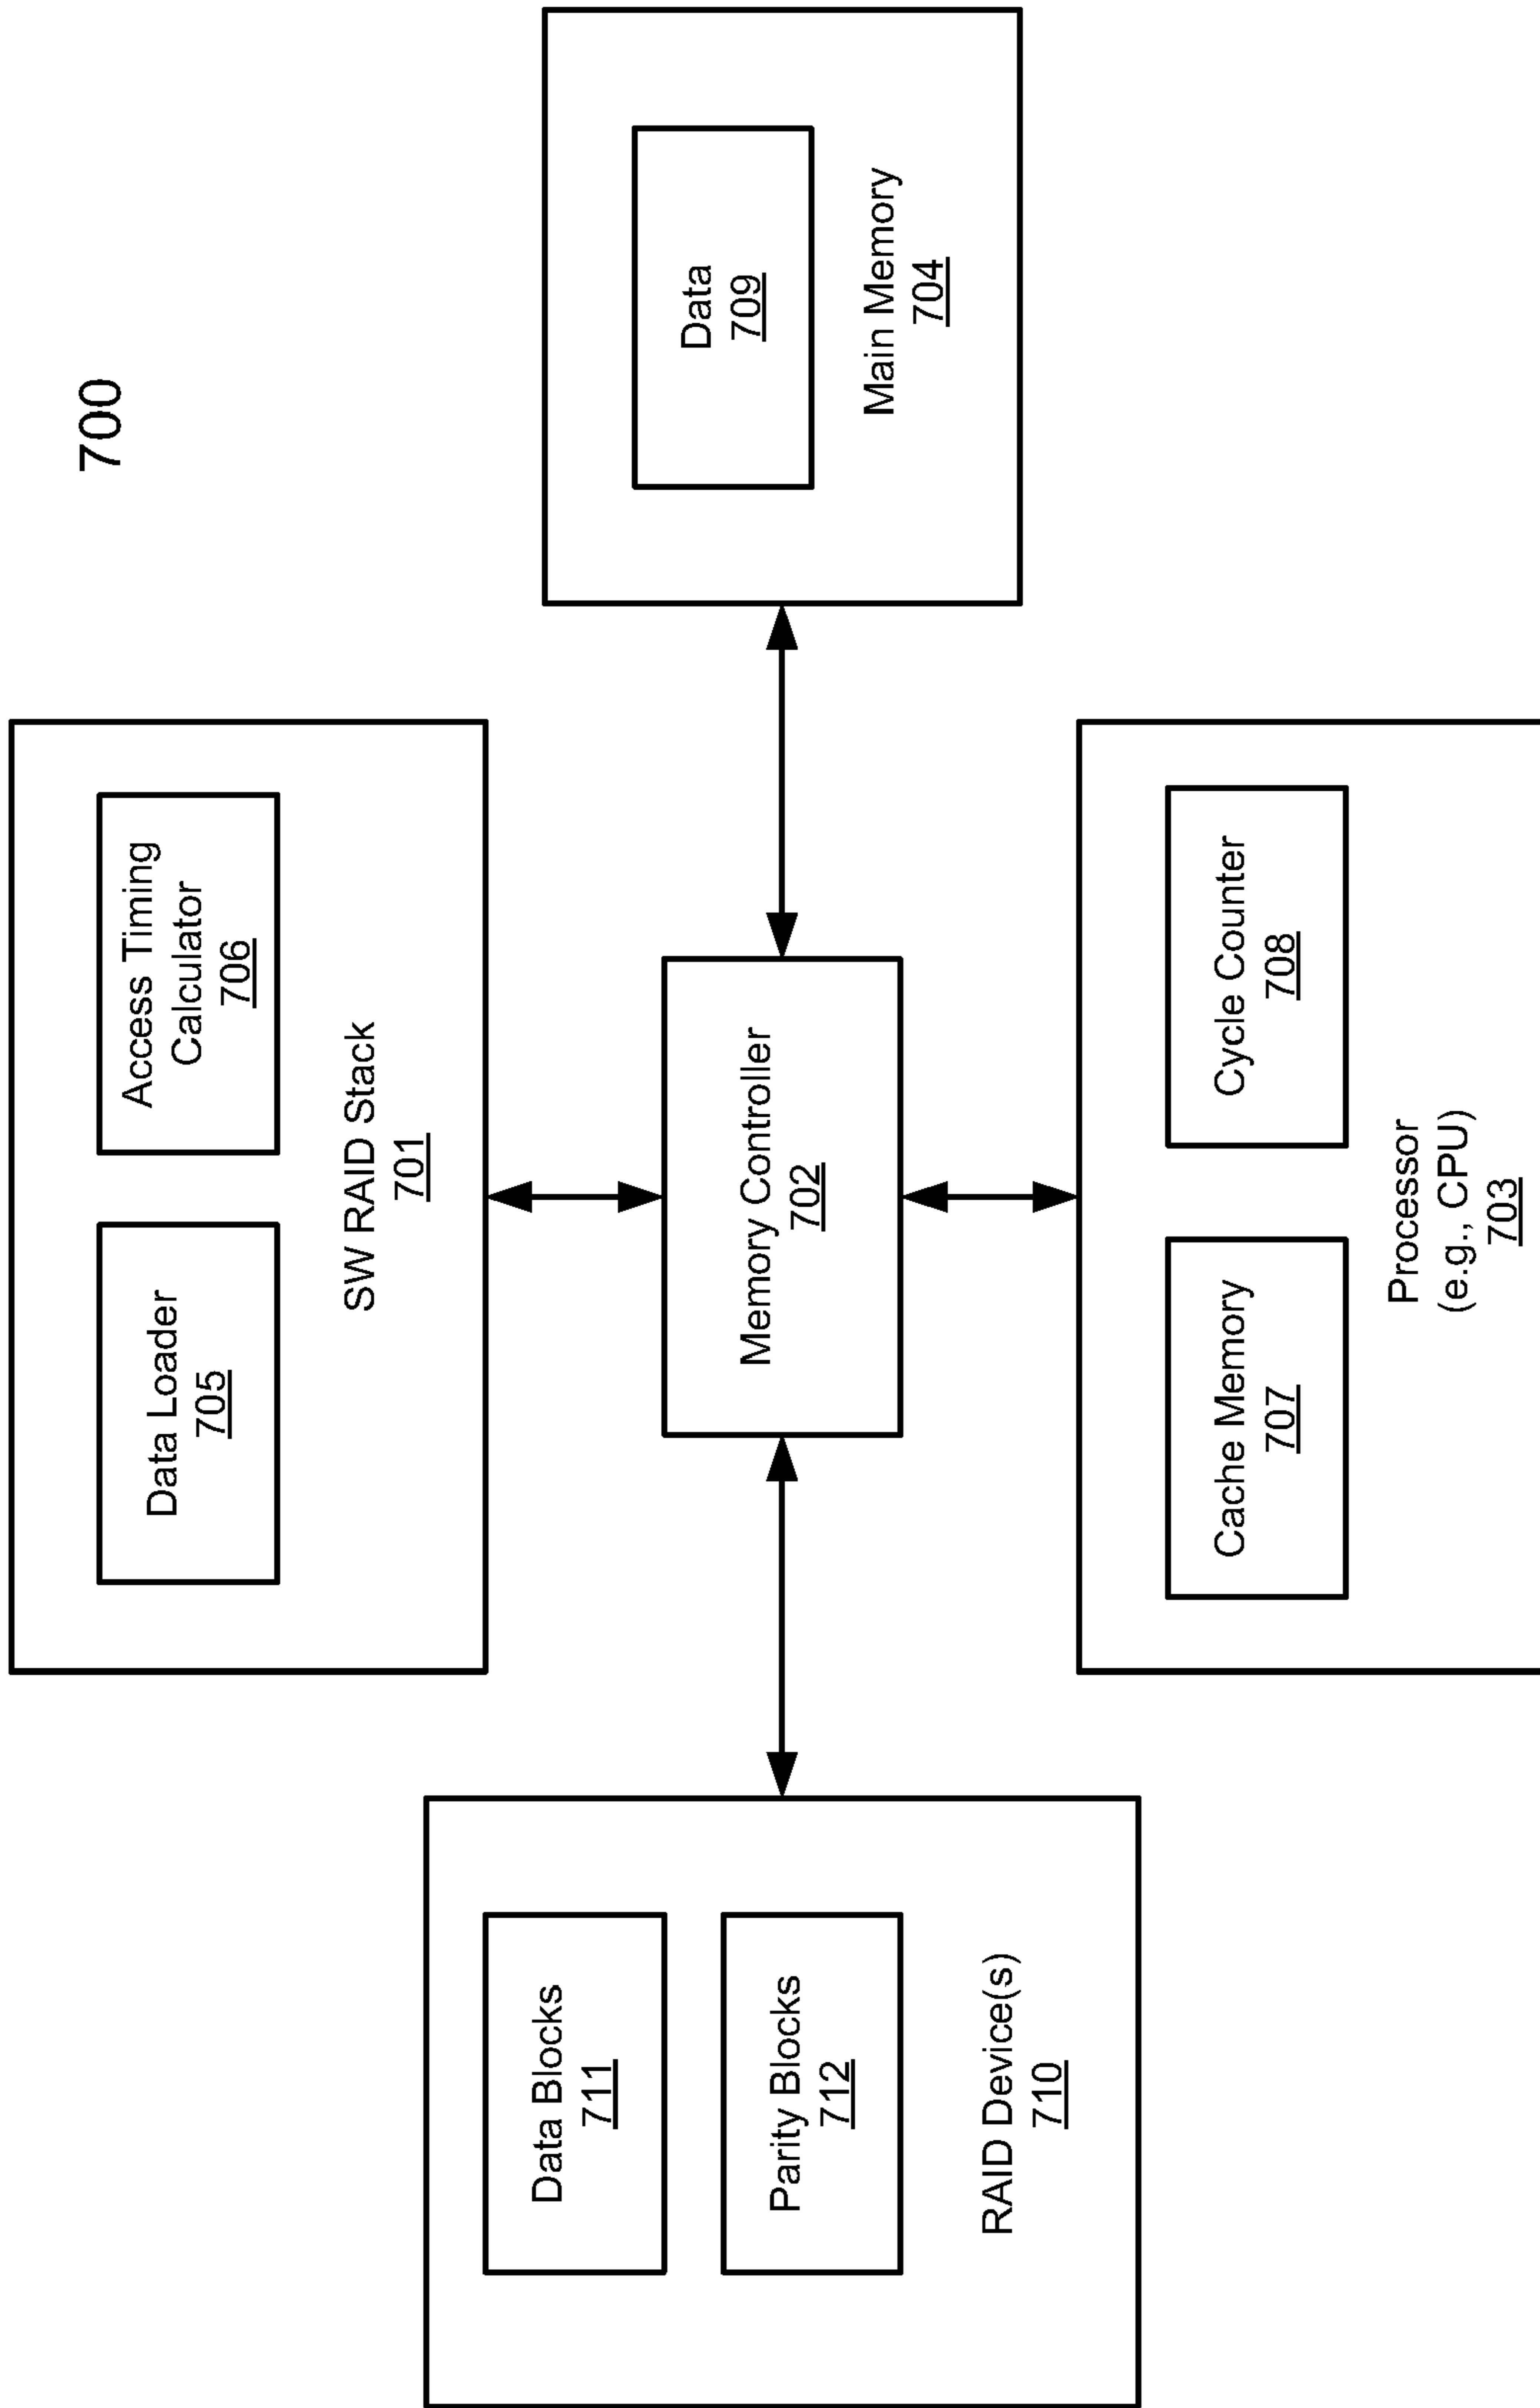 700
Data Loader
705
Access Timing
Calculator
706
SW RAID Stack
701
Data Blocks
711
Parity Blocks
712
RAID Device(s)
710
Memory Controller
702
Data
709
Main Memory
704
Cache Memory
707
Cycle Counter
708
Processor
(e.g., CPU)
703